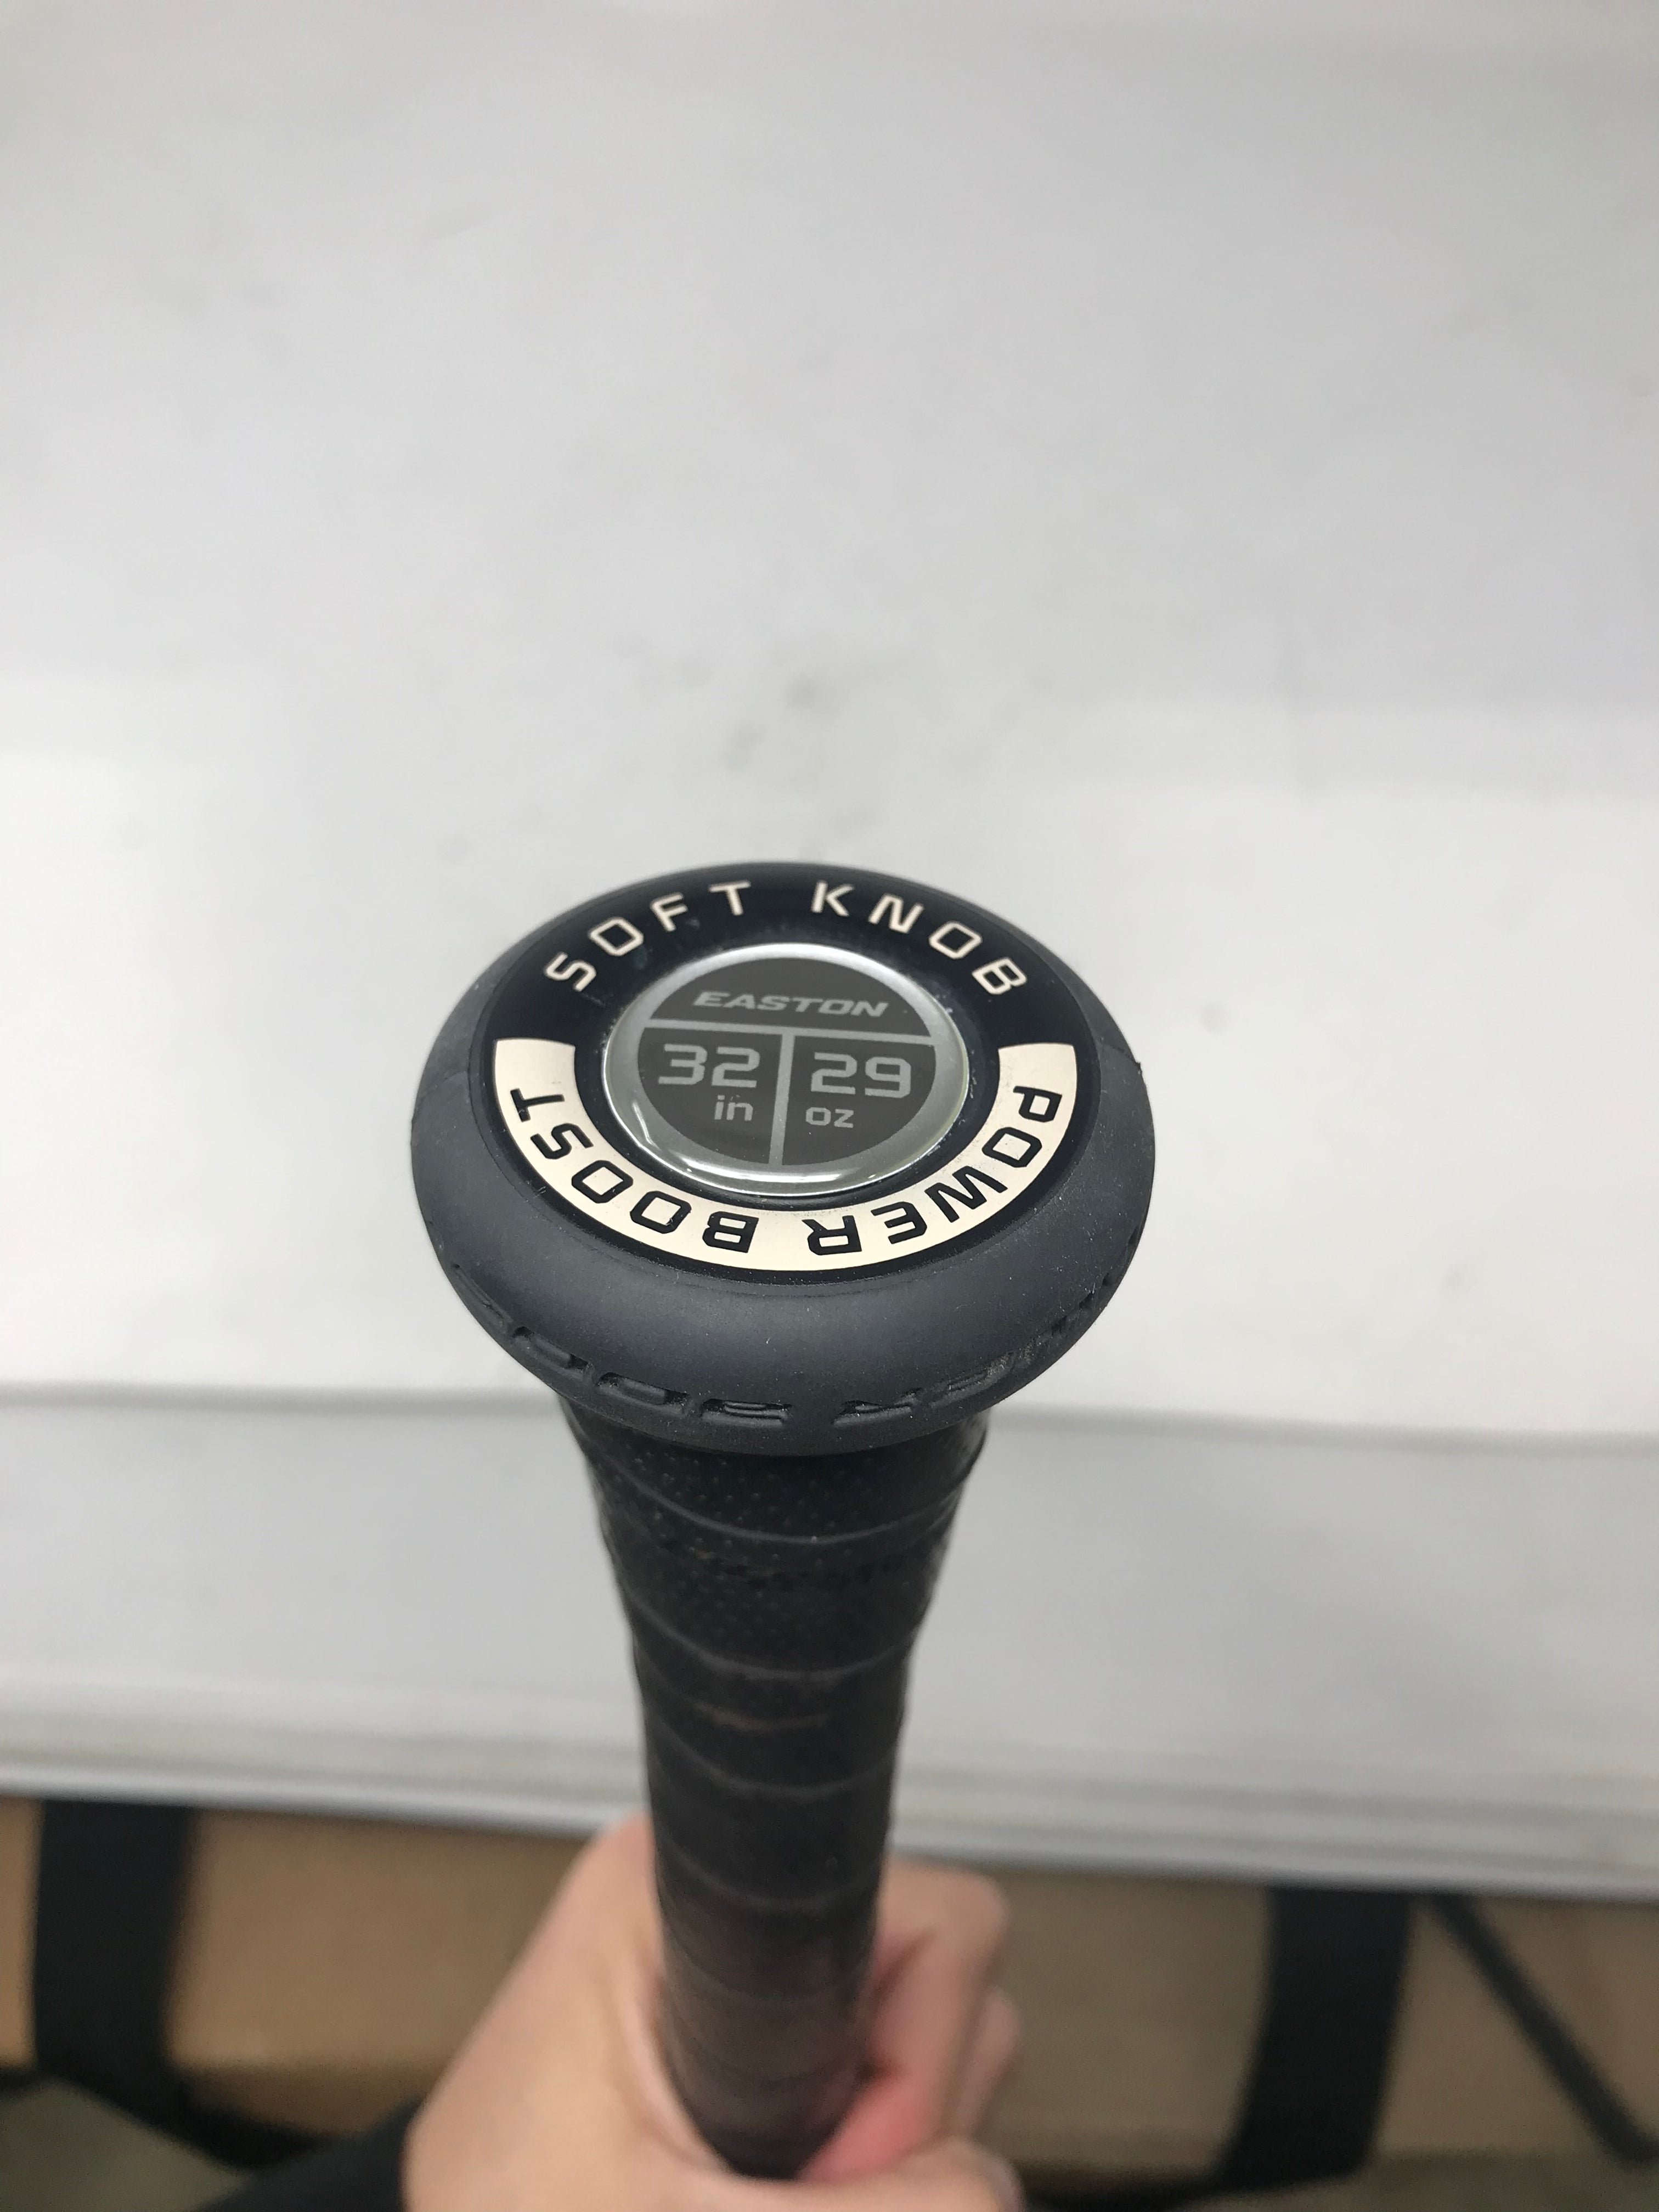 SOFT KNOB
EASTON
32 29
in oz
POWER BOOST